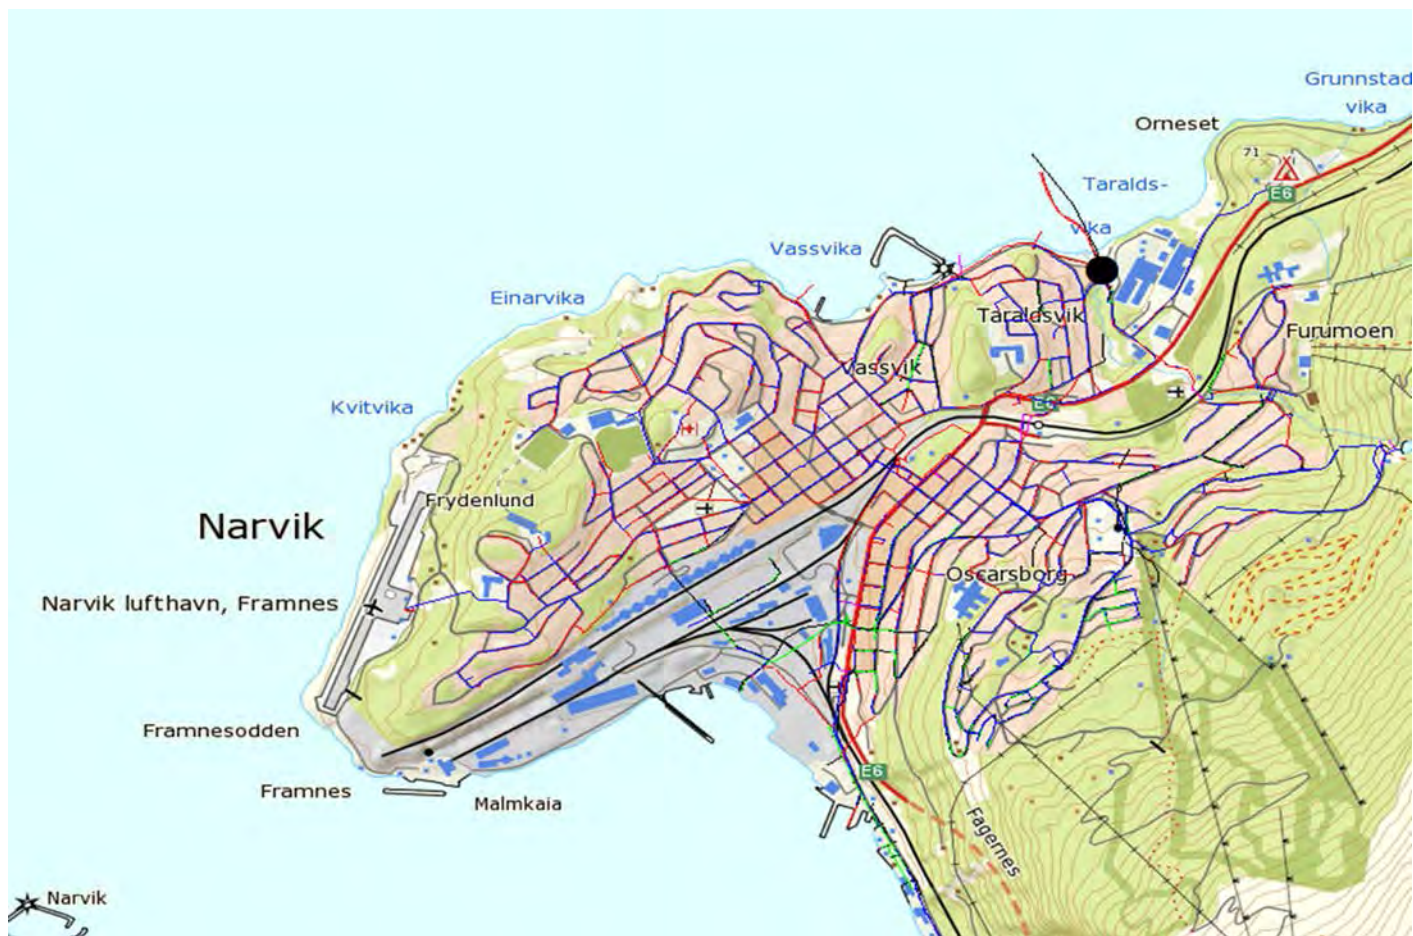 Grunnstad
vika
Orneset
71
E6
Taralds-
vika
Vassvika
Einarvika
Taraldsvik
Furumoen
Vassvik
E6
Kvitvika
Frydenlund
Narvik
Oscarsborg
Narvik lufthavn, Framnes
Framnesodden
E6
Framnes
Malmkaia
Fagernes
Narvik